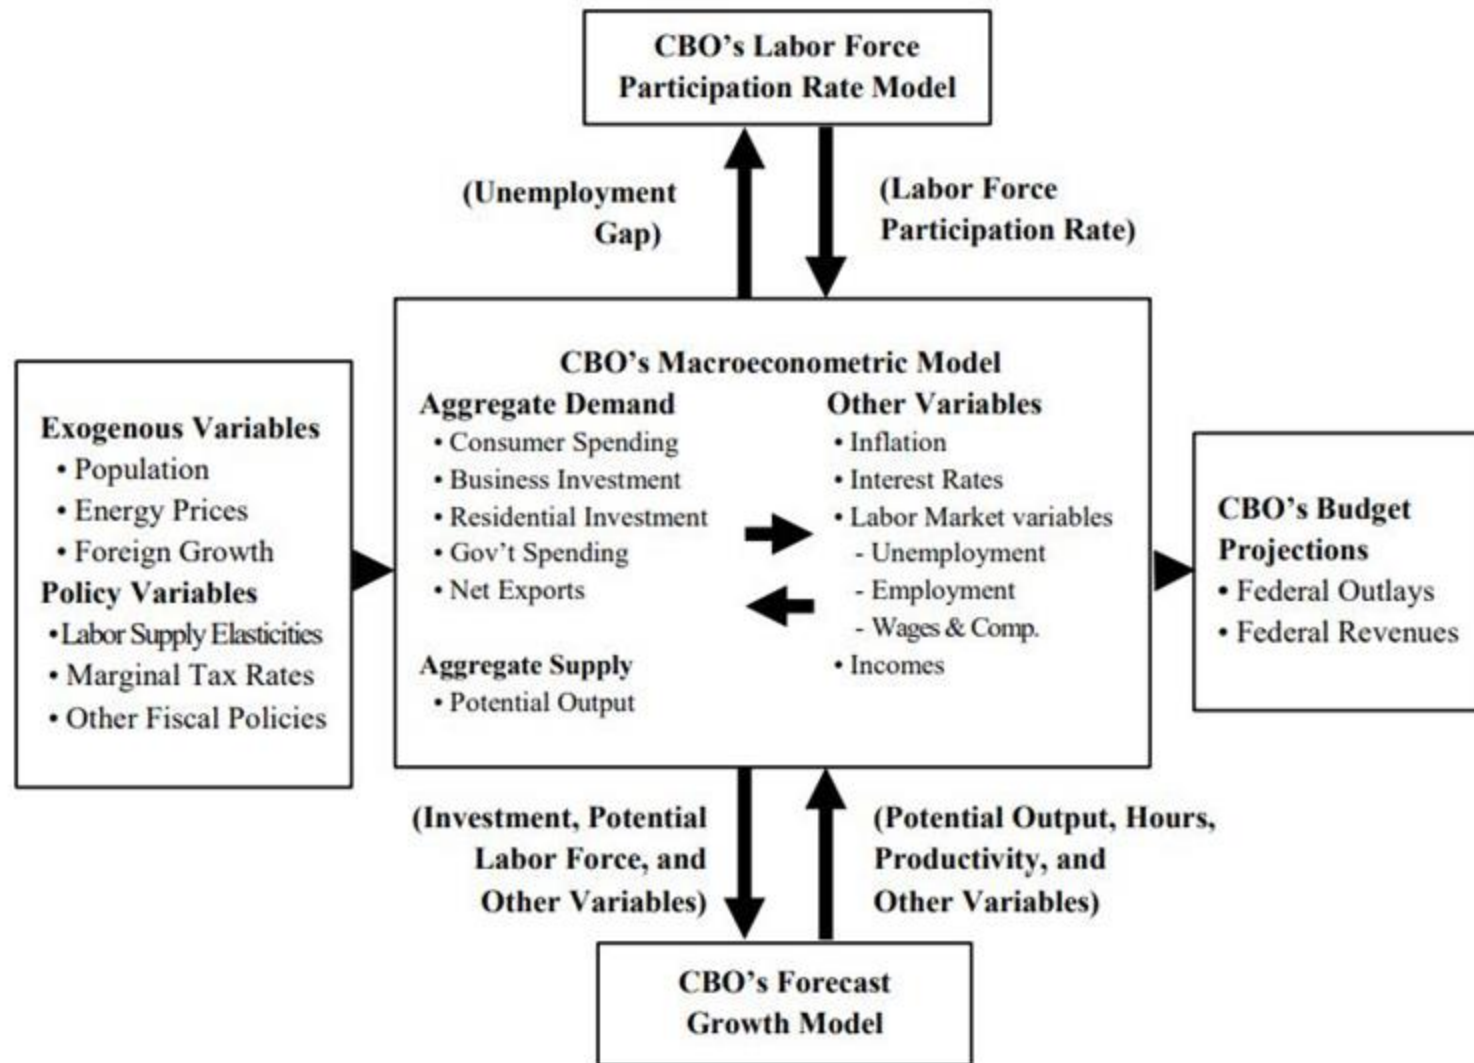 CBO's Labor Force
Participation Rate Model
(Unemployment
Gap)
(Labor Force
Participation Rate)
Exogenous Variables
• Population
• Energy Prices
• Foreign Growth
Policy Variables
•Labor Supply Elasticities
• Marginal Tax Rates
• Other Fiscal Policies
CBO's Macroeconometric Model
Aggregate Demand
• Consumer Spending
• Business Investment
• Residential Investment
• Gov't Spending
• Net Exports
Aggregate Supply
• Potential Output
Other Variables
• Inflation
• Interest Rates
• Labor Market variables
- Unemployment
- Employment
- Wages & Comp.
• Incomes
CBO's Budget
Projections
• Federal Outlays
• Federal Revenues
(Investment, Potential
Labor Force, and
Other Variables)
(Potential Output, Hours,
Productivity, and
Other Variables)
CBO's Forecast
Growth Model